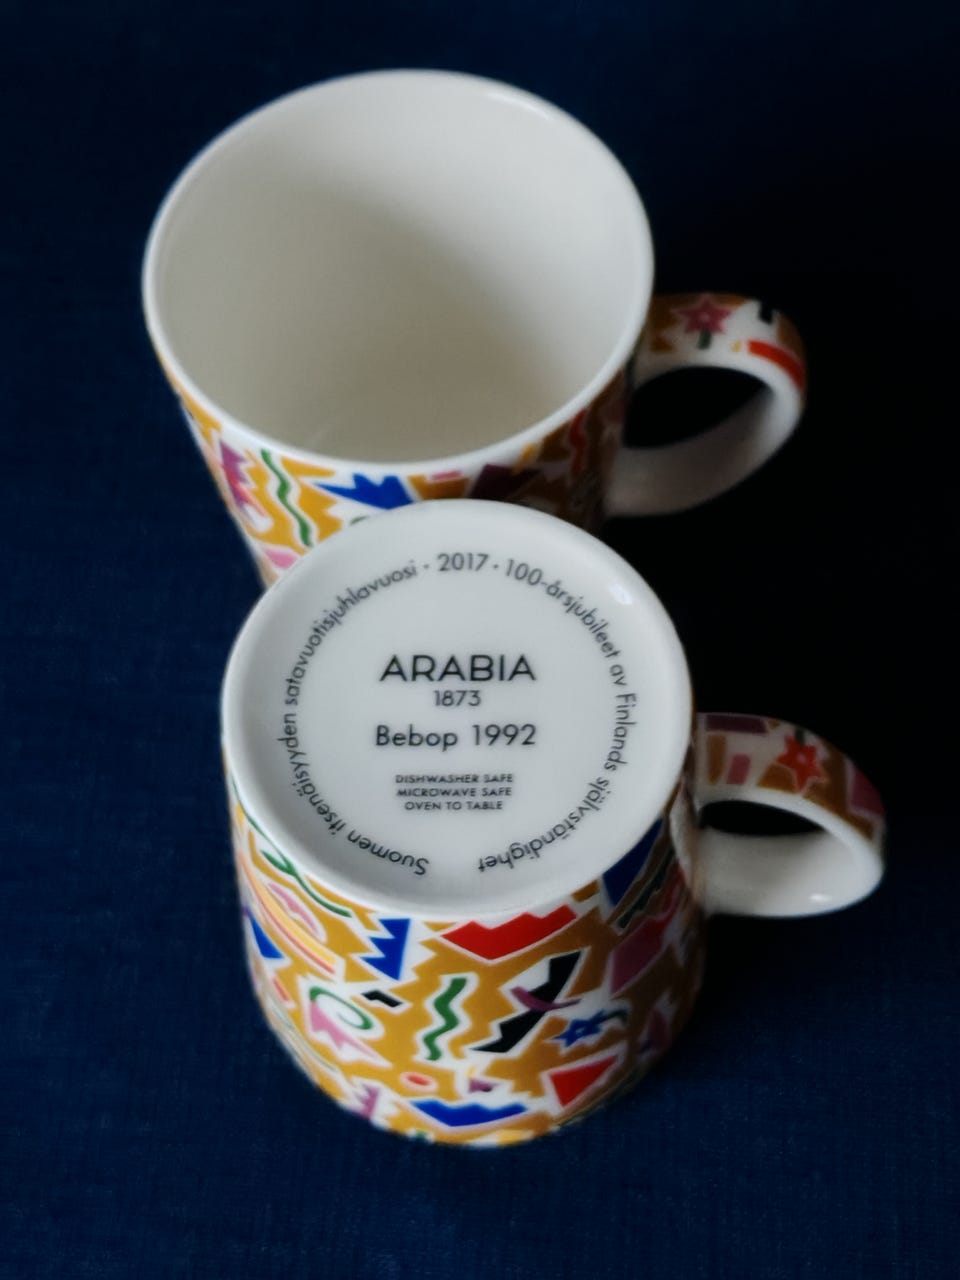 Suomen itsenäisyyden satavuotisjuhlavuosi · 2017 · 100-årsjubileet av Finlands självständighet
ARABIA
1873
Bebop 1992
DISHWASHER SAFE
MICROWAVE SAFE
OVEN TO TABLE